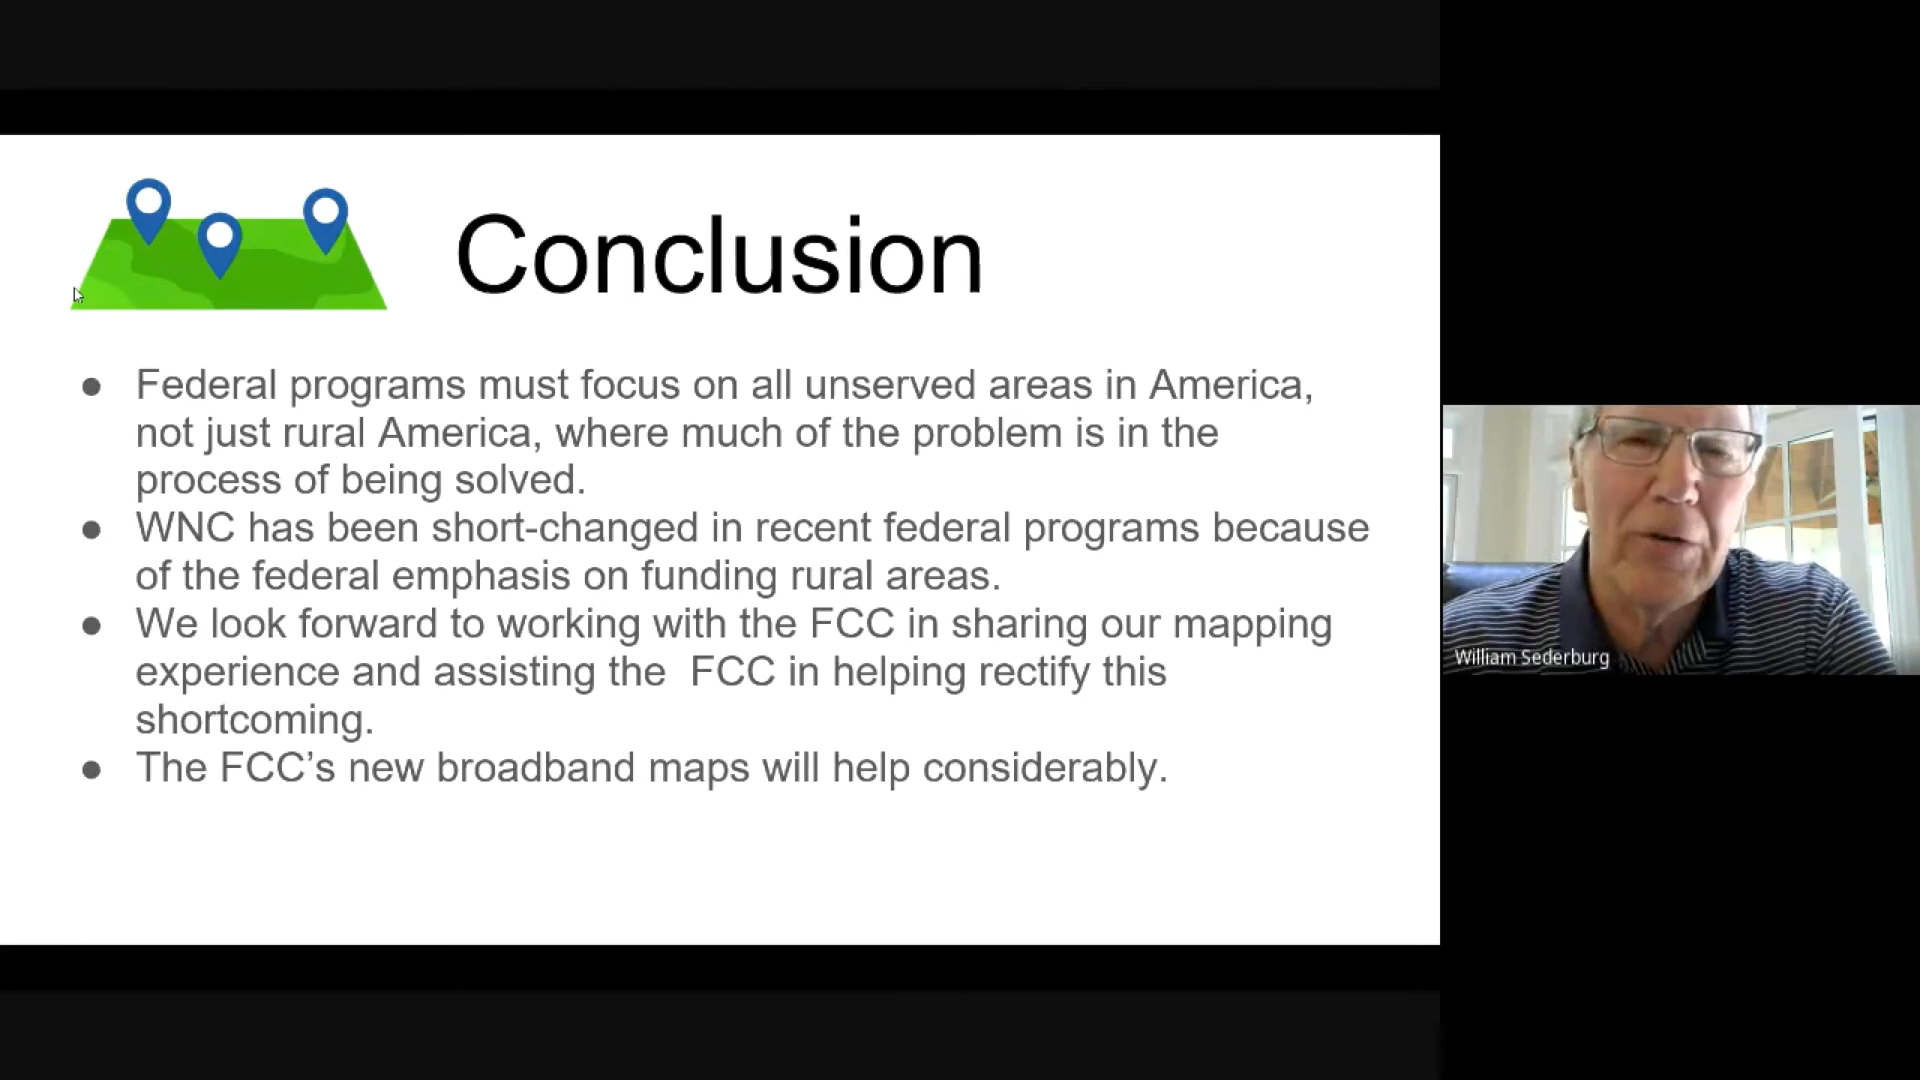 Conclusion
● Federal programs must focus on all unserved areas in America,
not just rural America, where much of the problem is in the
process of being solved.
● WNC has been short-changed in recent federal programs because
of the federal emphasis on funding rural areas.
● We look forward to working with the FCC in sharing our mapping
experience and assisting the  FCC in helping rectify this
shortcoming.
● The FCC’s new broadband maps will help considerably.
William Sederburg